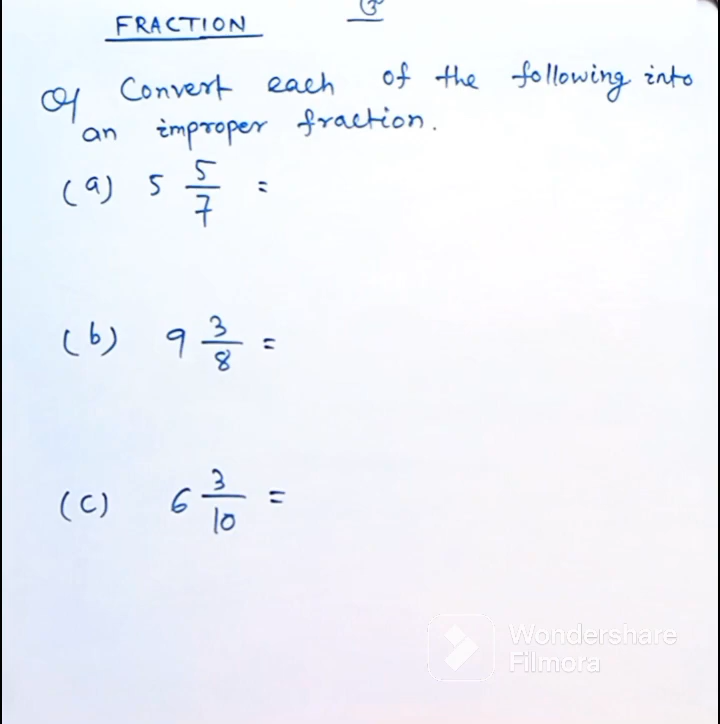 FRACTION
Q Convert each of the following into
an improper fraction.
(a) 5 5/7 =
(b) 9 3/8 =
(c) 6 3/10 =
Wondershare
Filmora